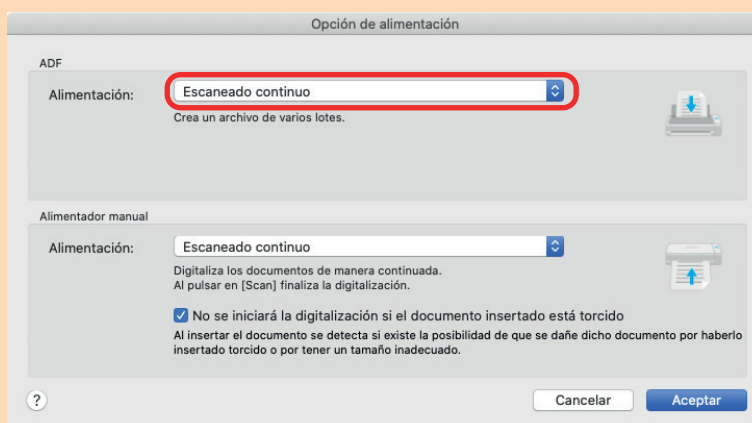 Opción de alimentación
ADF
Alimentación:
Escaneado continuo
Crea un archivo de varios lotes.
Alimentador manual
Alimentación:
Escaneado continuo
Digitaliza los documentos de manera continuada.
Al pulsar en [Scan] finaliza la digitalización.
No se iniciará la digitalización si el documento insertado está torcido
Al insertar el documento se detecta si existe la posibilidad de que se dañe dicho documento por haberlo
insertado torcido o por tener un tamaño inadecuado.
?
Cancelar
Aceptar